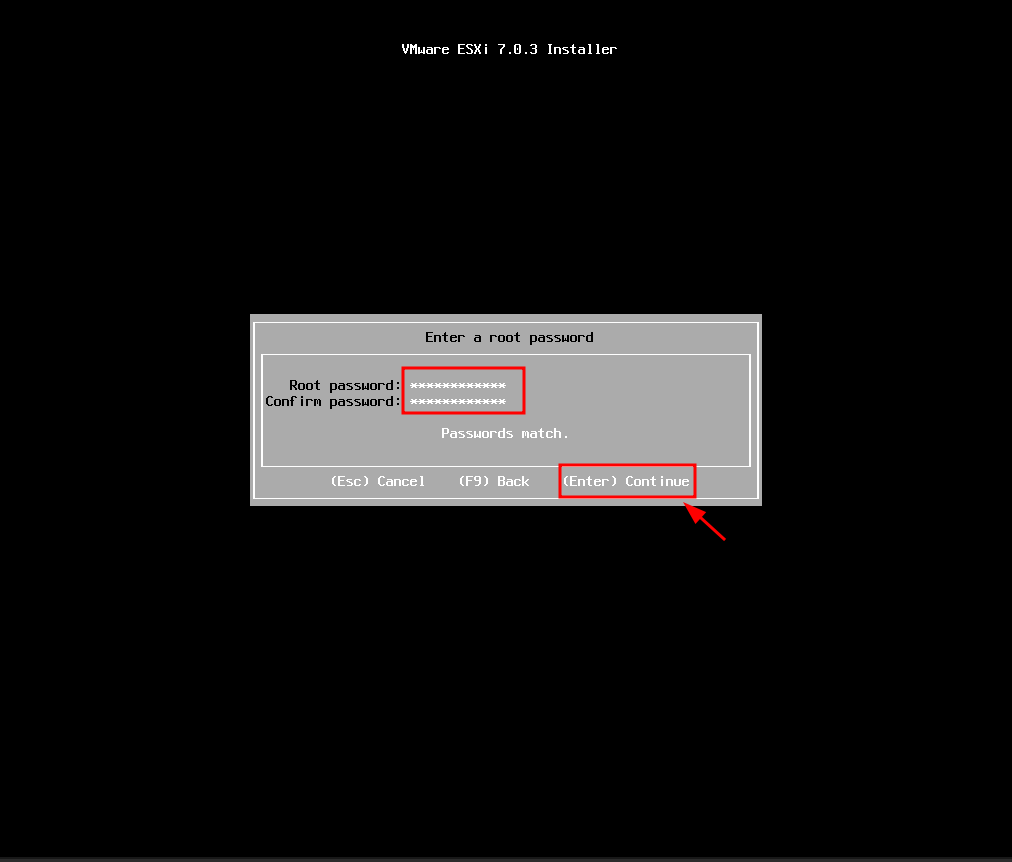 VMware ESXi 7.0.3 Installer
Enter a root password
Root password: ************
Confirm password: ************
Passwords match.
(Esc) Cancel (F9) Back (Enter) Continue